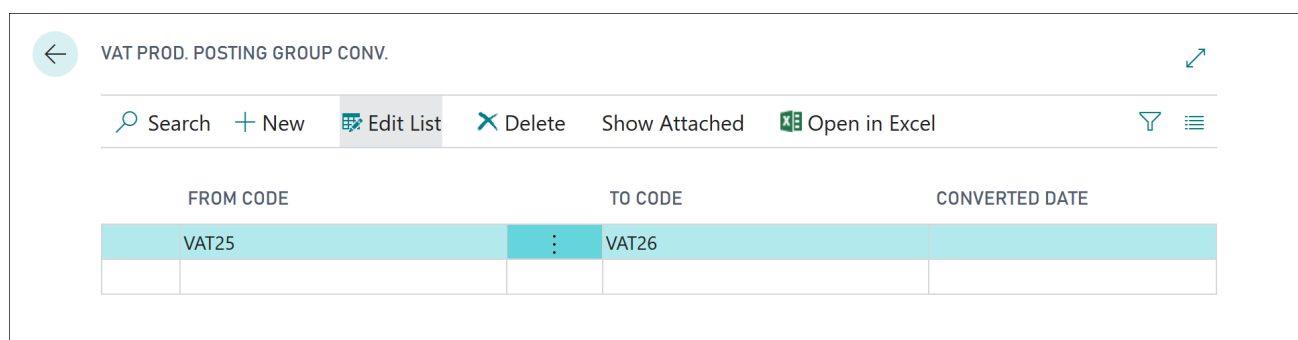 VAT PROD. POSTING GROUP CONV.
Search New Edit List Delete Show Attached Open in Excel
FROM CODE TO CODE CONVERTED DATE
VAT25 VAT26